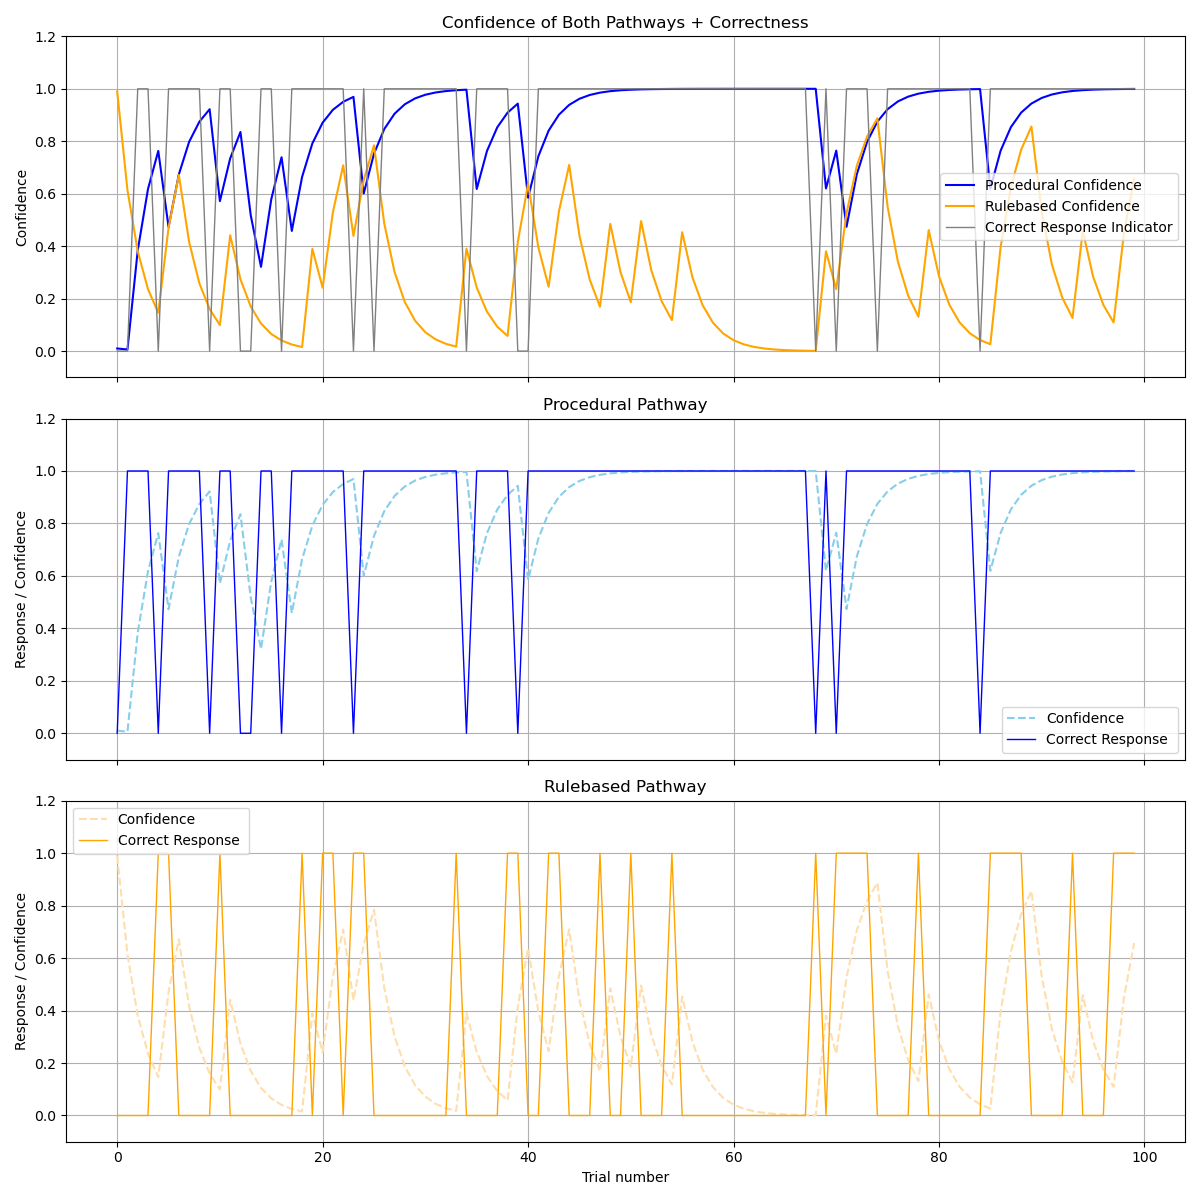 Confidence of Both Pathways + Correctness
1.2
1.0
0.8
0.6
0.4
0.2
0.0
Confidence
Procedural Confidence
Rulebased Confidence
Correct Response Indicator
Procedural Pathway
1.2
1.0
0.8
0.6
0.4
0.2
0.0
Response / Confidence
Confidence
Correct Response
Rulebased Pathway
1.2
1.0
0.8
0.6
0.4
0.2
0.0
Response / Confidence
Confidence
Correct Response
0 20 40 60 80 100
Trial number